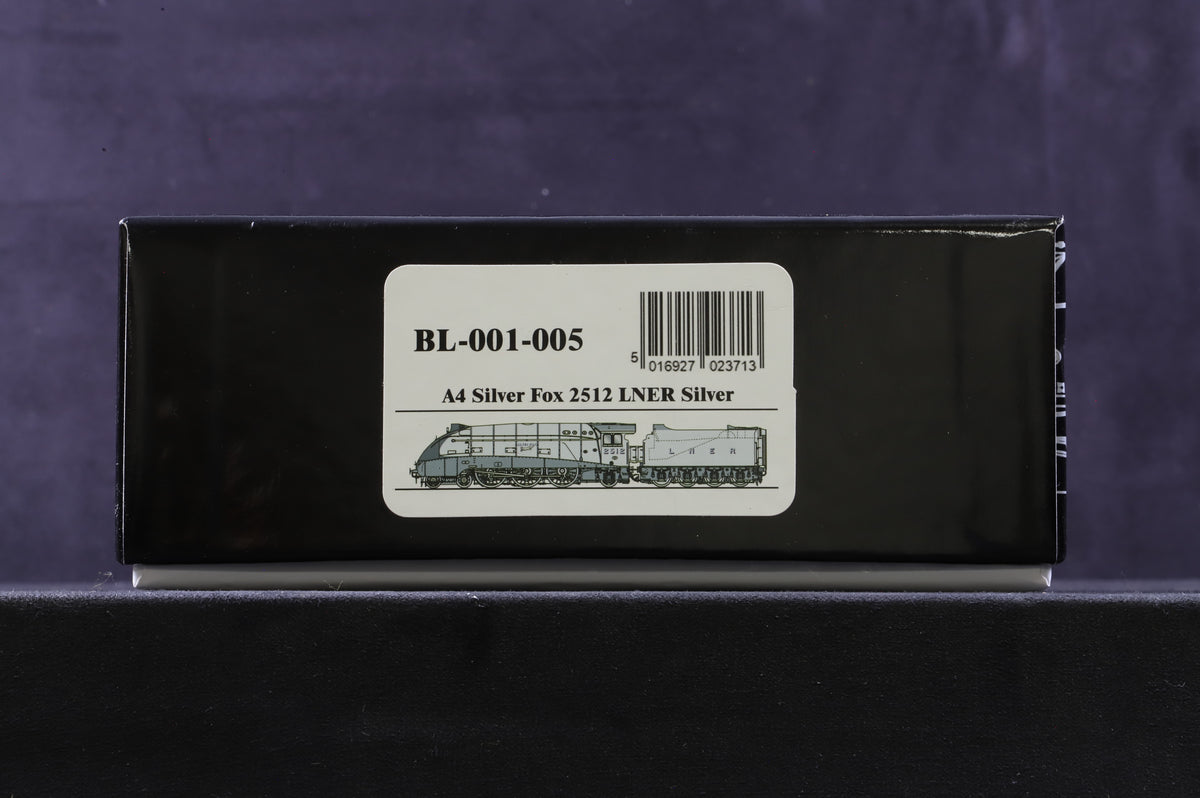 BL-001-005
5 016927 023713
A4 Silver Fox 2512 LNER Silver
2512
L N E R